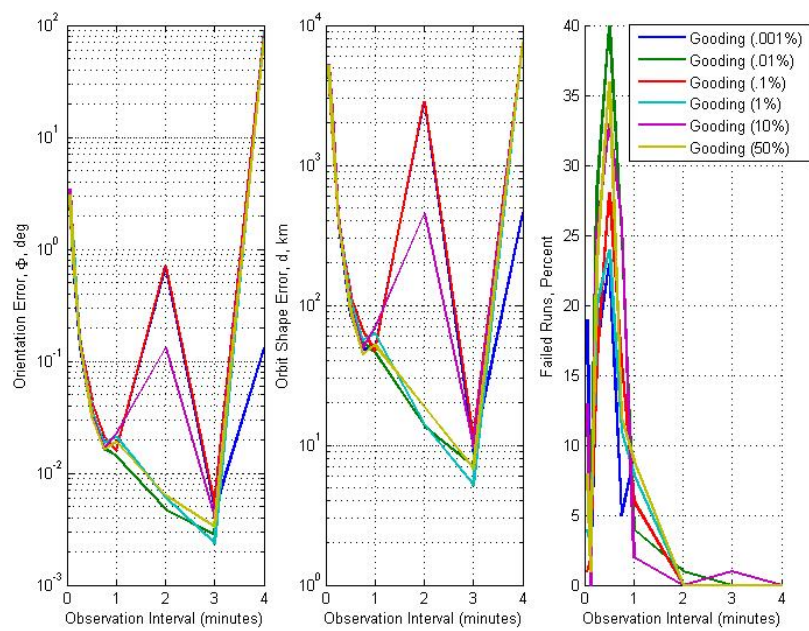 10^2
10^1
10^0
10^-1
10^-2
10^-3
Orientation Error, Φ, deg
0 1 2 3 4
Observation Interval (minutes)
10^4
10^3
10^2
10^1
10^0
Orbit Shape Error, d, km
0 1 2 3 4
Observation Interval (minutes)
40
35
30
25
20
15
10
5
0
Failed Runs, Percent
0 1 2 3 4
Observation Interval (minutes)
Gooding (.001%)
Gooding (.01%)
Gooding (.1%)
Gooding (1%)
Gooding (10%)
Gooding (50%)